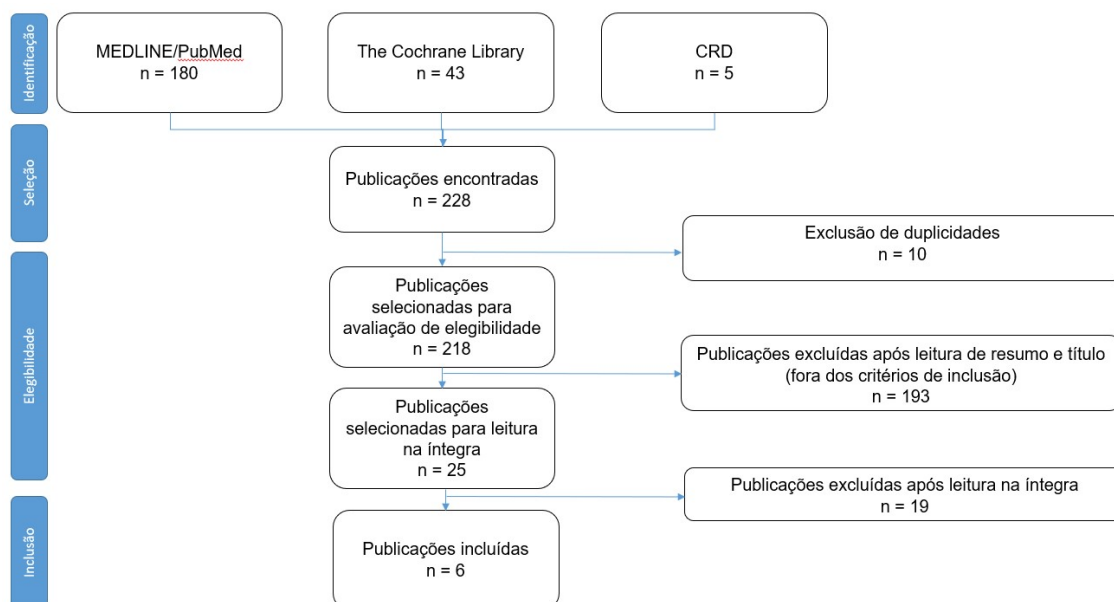 Identificação
MEDLINE/PubMed
n = 180
The Cochrane Library
n = 43
CRD
n = 5
Seleção
Publicações encontradas
n = 228
Exclusão de duplicidades
n = 10
Elegibilidade
Publicações
selecionadas para
avaliação de elegibilidade
n = 218
Publicações excluídas após leitura de resumo e título
(fora dos critérios de inclusão)
n = 193
Publicações
selecionadas para leitura
na íntegra
n = 25
Publicações excluídas após leitura na íntegra
n = 19
Inclusão
Publicações incluídas
n = 6